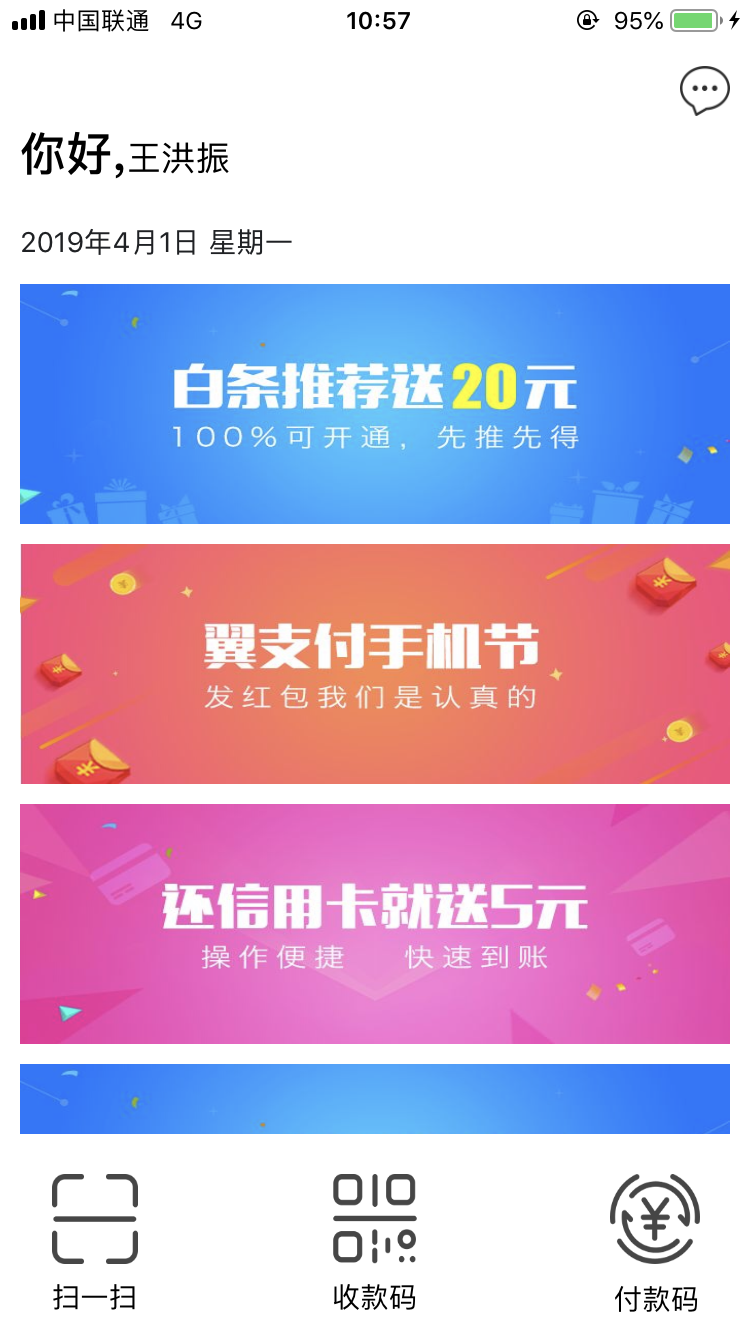 中国联通 4G 10:57 95%
你好,王洪振
2019年4月1日 星期一
白条推荐送20元
100%可开通，先推先得
翼支付手机节
发红包我们是认真的
还信用卡就送5元
操作便捷 快速到账
扫一扫 收款码 付款码